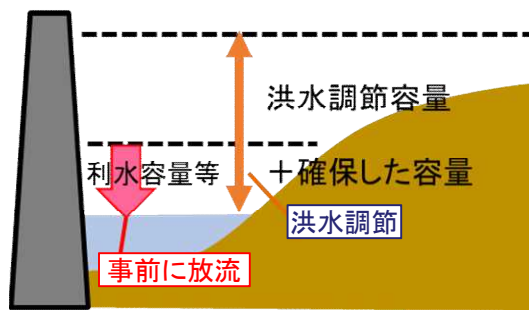 洪水調節容量
利水容量等
＋確保した容量
洪水調節
事前に放流